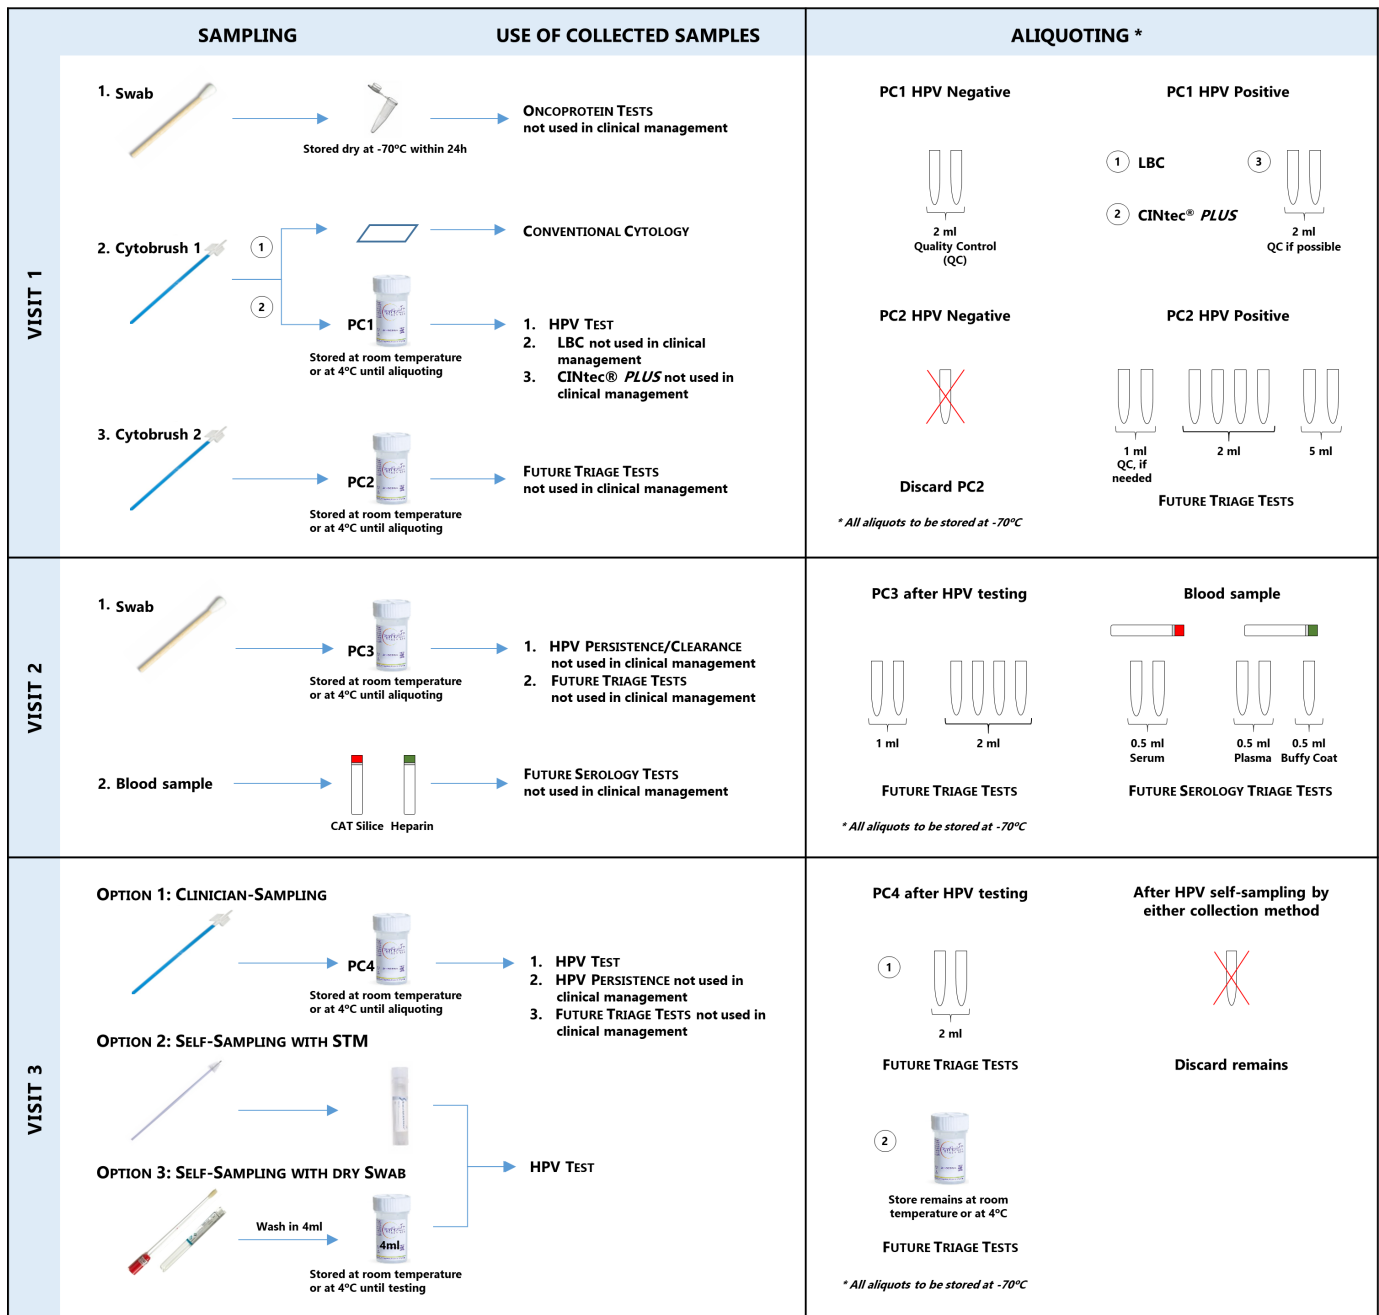 SAMPLING
USE OF COLLECTED SAMPLES
ALIQUOTING *
VISIT 1
1. Swab
Stored dry at -70ºC within 24h
ONCOPROTEIN TESTS
not used in clinical management
2. Cytobrush 1
1
2
CONVENTIONAL CYTOLOGY
PC1
Stored at room temperature
or at 4ºC until aliquoting
1. HPV TEST
2. LBC not used in clinical
management
3. CINtec® PLUS not used in
clinical management
3. Cytobrush 2
PC2
Stored at room temperature
or at 4ºC until aliquoting
FUTURE TRIAGE TESTS
not used in clinical management
PC1 HPV Negative
2 ml
Quality Control
(QC)
PC1 HPV Positive
1 LBC
2 CINtec® PLUS
3
2 ml
QC if possible
PC2 HPV Negative
Discard PC2
PC2 HPV Positive
1 ml
QC, if
needed
2 ml
5 ml
FUTURE TRIAGE TESTS
* All aliquots to be stored at -70ºC
VISIT 2
1. Swab
PC3
Stored at room temperature
or at 4ºC until aliquoting
1. HPV PERSISTENCE/CLEARANCE
not used in clinical management
2. FUTURE TRIAGE TESTS
not used in clinical management
2. Blood sample
CAT Silice
Heparin
FUTURE SEROLOGY TESTS
not used in clinical management
PC3 after HPV testing
1 ml
2 ml
FUTURE TRIAGE TESTS
Blood sample
0.5 ml
Serum
0.5 ml
Plasma
0.5 ml
Buffy Coat
FUTURE SEROLOGY TRIAGE TESTS
* All aliquots to be stored at -70ºC
VISIT 3
OPTION 1: CLINICIAN-SAMPLING
PC4
Stored at room temperature
or at 4ºC until aliquoting
1. HPV TEST
2. HPV PERSISTENCE not used in
clinical management
3. FUTURE TRIAGE TESTS not used in
clinical management
OPTION 2: SELF-SAMPLING WITH STM
HPV TEST
OPTION 3: SELF-SAMPLING WITH DRY SWAB
Wash in 4ml
4ml
Stored at room temperature
or at 4ºC until testing
PC4 after HPV testing
1
2 ml
FUTURE TRIAGE TESTS
2
Store remains at room
temperature or at 4ºC
FUTURE TRIAGE TESTS
After HPV self-sampling by
either collection method
Discard remains
* All aliquots to be stored at -70ºC